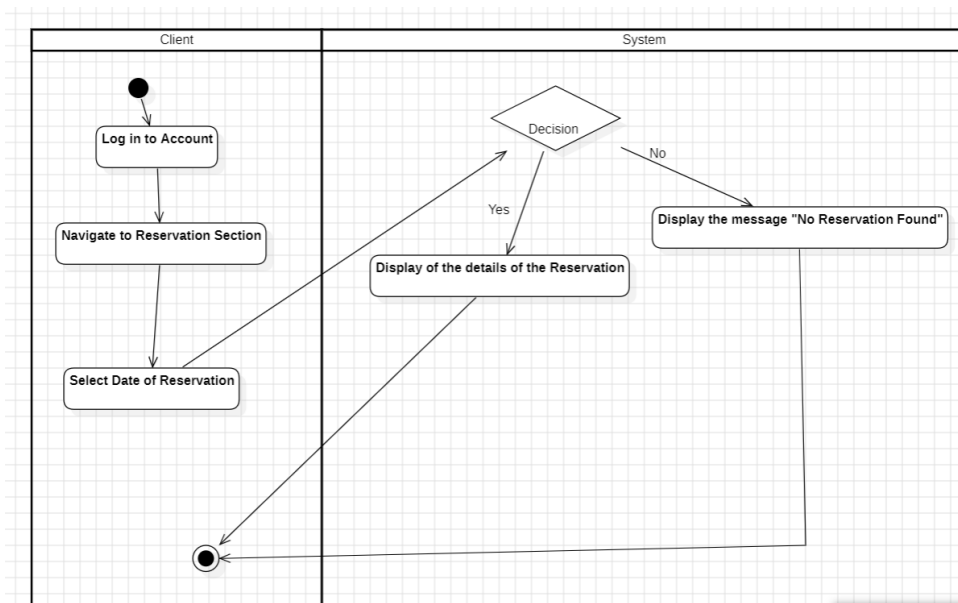 Client
System
Log in to Account
Decision
No
Yes
Display the message "No Reservation Found"
Navigate to Reservation Section
Display of the details of the Reservation
Select Date of Reservation